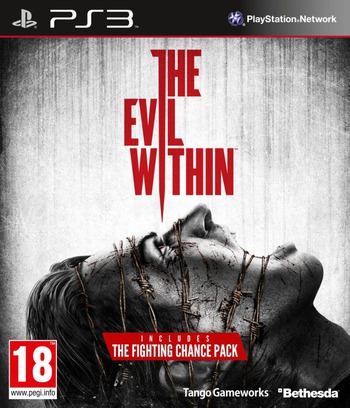 PS3
PlayStation®Network
THE
EVIL
WITHIN
INCLUDES
THE FIGHTING CHANCE PACK
18
www.pegi.info
Tango Gameworks
Bethesda